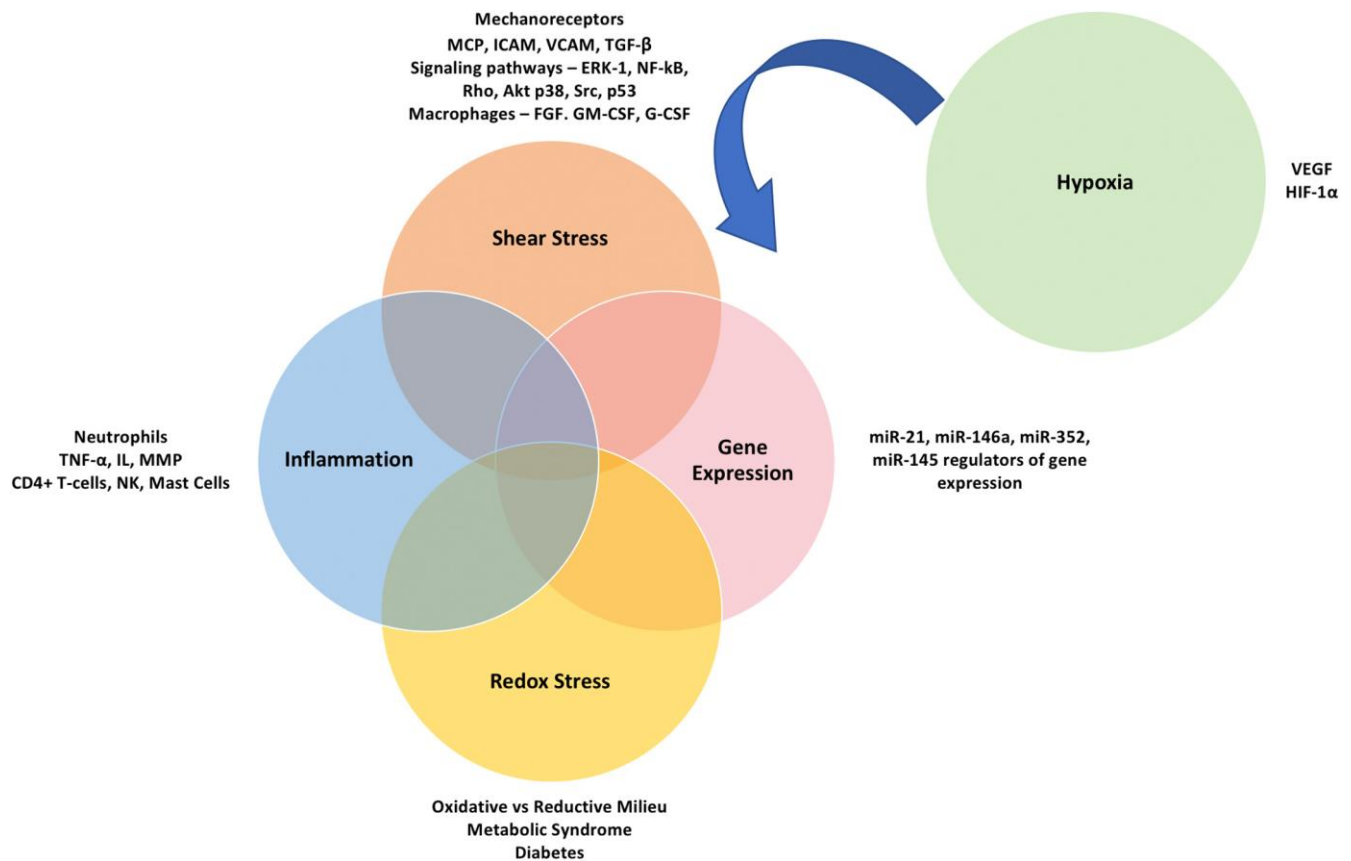 Mechanoreceptors
MCP, ICAM, VCAM, TGF-β
Signaling pathways – ERK-1, NF-kB,
Rho, Akt p38, Src, p53
Macrophages – FGF. GM-CSF, G-CSF
Shear Stress
Hypoxia
VEGF
HIF-1α
Neutrophils
TNF-α, IL, MMP
CD4+ T-cells, NK, Mast Cells
Inflammation
Gene
Expression
miR-21, miR-146a, miR-352,
miR-145 regulators of gene
expression
Redox Stress
Oxidative vs Reductive Milieu
Metabolic Syndrome
Diabetes